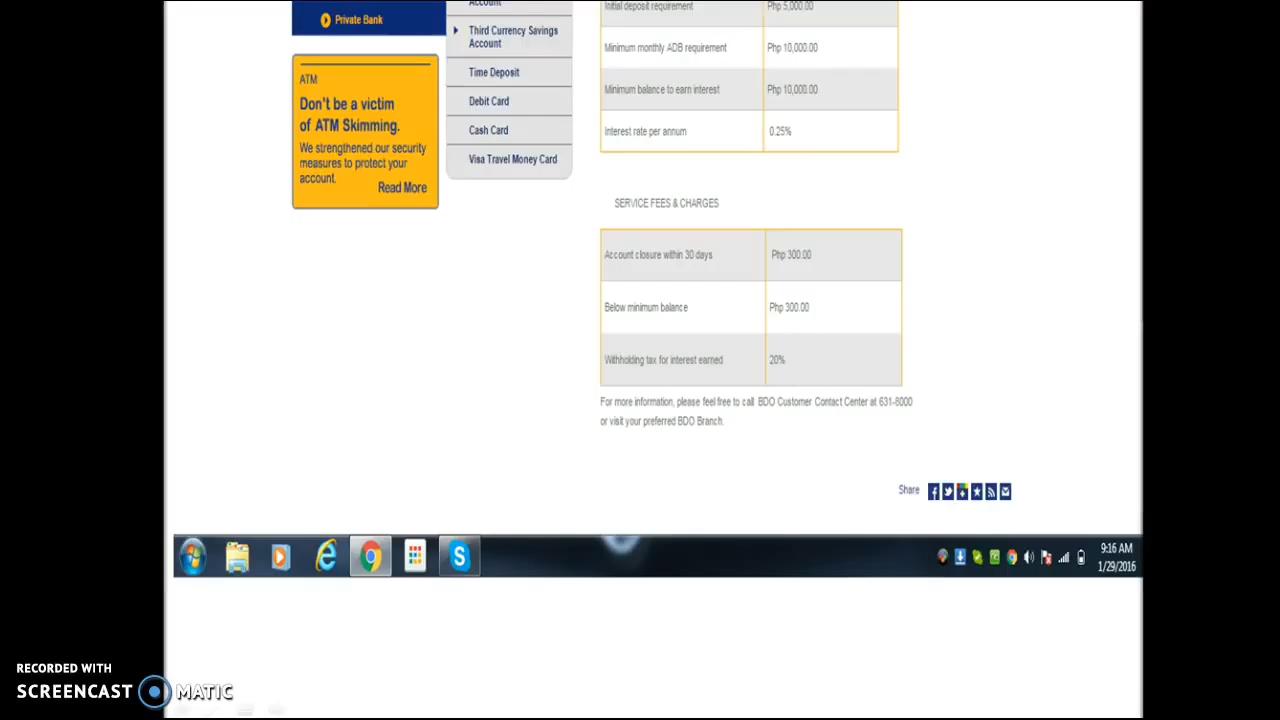 Private Bank
ATM
Don't be a victim
of ATM Skimming.
We strengthened our security
measures to protect your
account.
Read More
Account
Third Currency Savings
Account
Time Deposit
Debit Card
Cash Card
Visa Travel Money Card
Initial deposit requirement Php 5,000.00
Minimum monthly ADB requirement Php 10,000.00
Minimum balance to earn interest Php 10,000.00
Interest rate per annum 0.25%
SERVICE FEES & CHARGES
Account closure within 30 days Php 300.00
Below minimum balance Php 300.00
Withholding tax for interest earned 20%
For more information, please feel free to call BDO Customer Contact Center at 631-8000
or visit your preferred BDO Branch.
Share
9:16 AM
1/29/2016
RECORDED WITH
SCREENCAST MATIC